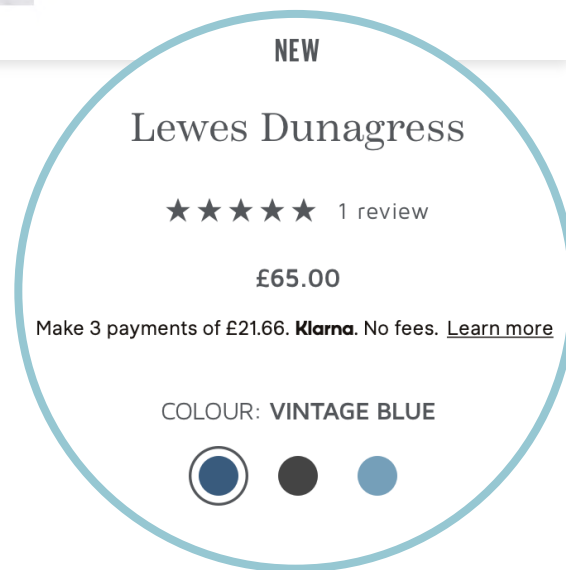 NEW
Lewes Dunagress
★★★★★ 1 review
£65.00
Make 3 payments of £21.66. Klarna. No fees. Learn more
COLOUR: VINTAGE BLUE